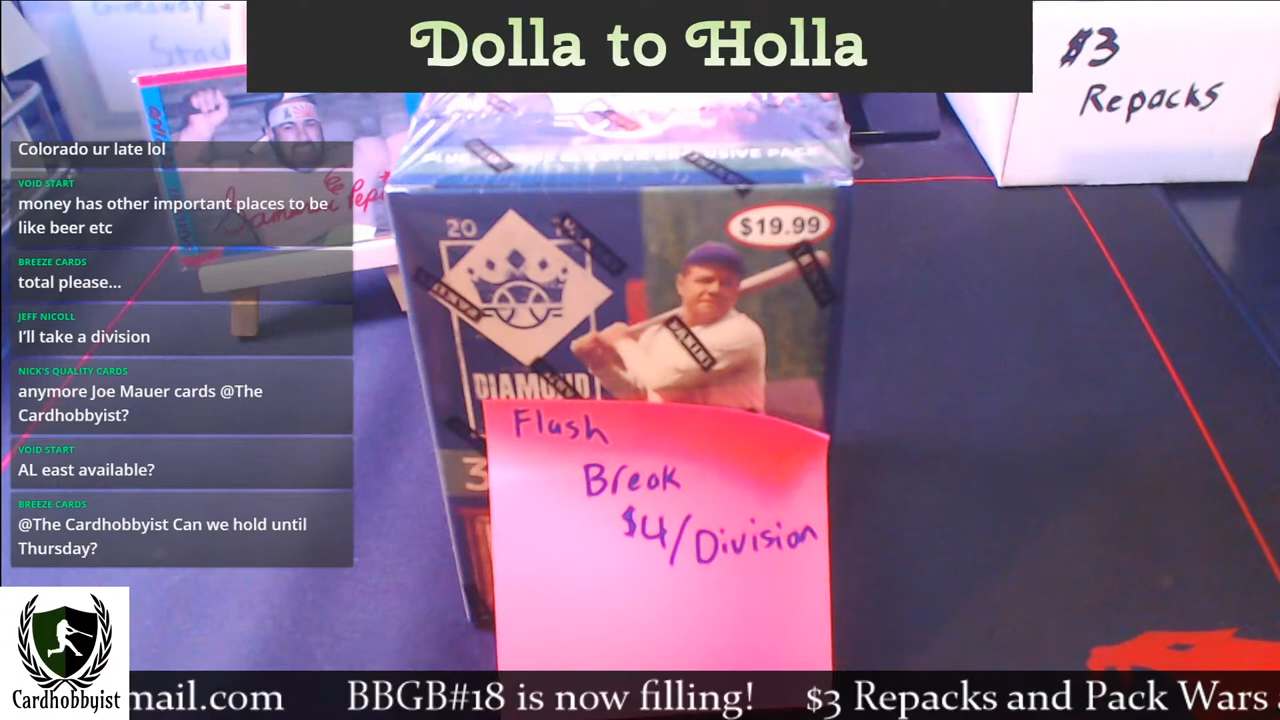 Dolla to Holla
$3
Repacks
Colorado ur late lol
VOID START
money has other important places to be
like beer etc
BREEZE CARDS
total please...
JEFF NICOLL
I'll take a division
NICK'S QUALITY CARDS
anymore Joe Mauer cards @The
Cardhobbyist?
VOID START
AL east available?
BREEZE CARDS
@The Cardhobbyist Can we hold until
Thursday?
$19.99
20
PANINI
DIAMOND
3
Flash
Break
$4/Division
Cardhobbyist
mail.com BBGB#18 is now filling! $3 Repacks and Pack Wars